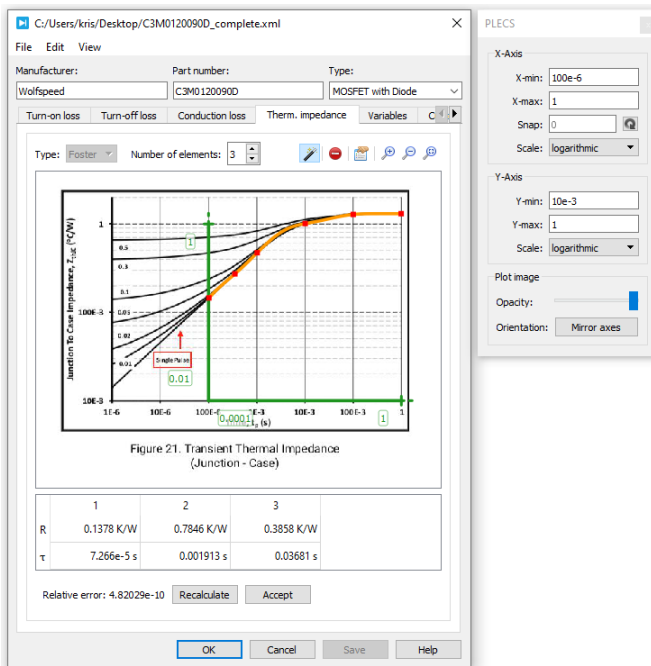 C:/Users/kris/Desktop/C3M0120090D_complete.xml
File Edit View
Manufacturer: Part number: Type:
Wolfspeed C3M0120090D MOSFET with Diode
Turn-on loss Turn-off loss Conduction loss Therm. impedance Variables C
Type: Foster Number of elements: 3
Junction To Case Impedance, ZthJC (°C/W)
1
100E-3
10E-3
0.5
0.3
0.1
0.05
0.02
0.01
Single Pulse
1
0.01
0.0001
1
1E-6 10E-6 100E-6 1E-3 10E-3 100E-3 1
(s)
Figure 21. Transient Thermal Impedance
(Junction - Case)
1 2 3
R 0.1378 K/W 0.7846 K/W 0.3858 K/W
τ 7.266e-5 s 0.001913 s 0.03681 s
Relative error: 4.82029e-10 Recalculate Accept
OK Cancel Save Help
PLECS
X-Axis
X-min: 100e-6
X-max: 1
Snap: 0
Scale: logarithmic
Y-Axis
Y-min: 10e-3
Y-max: 1
Scale: logarithmic
Plot image
Opacity:
Orientation: Mirror axes